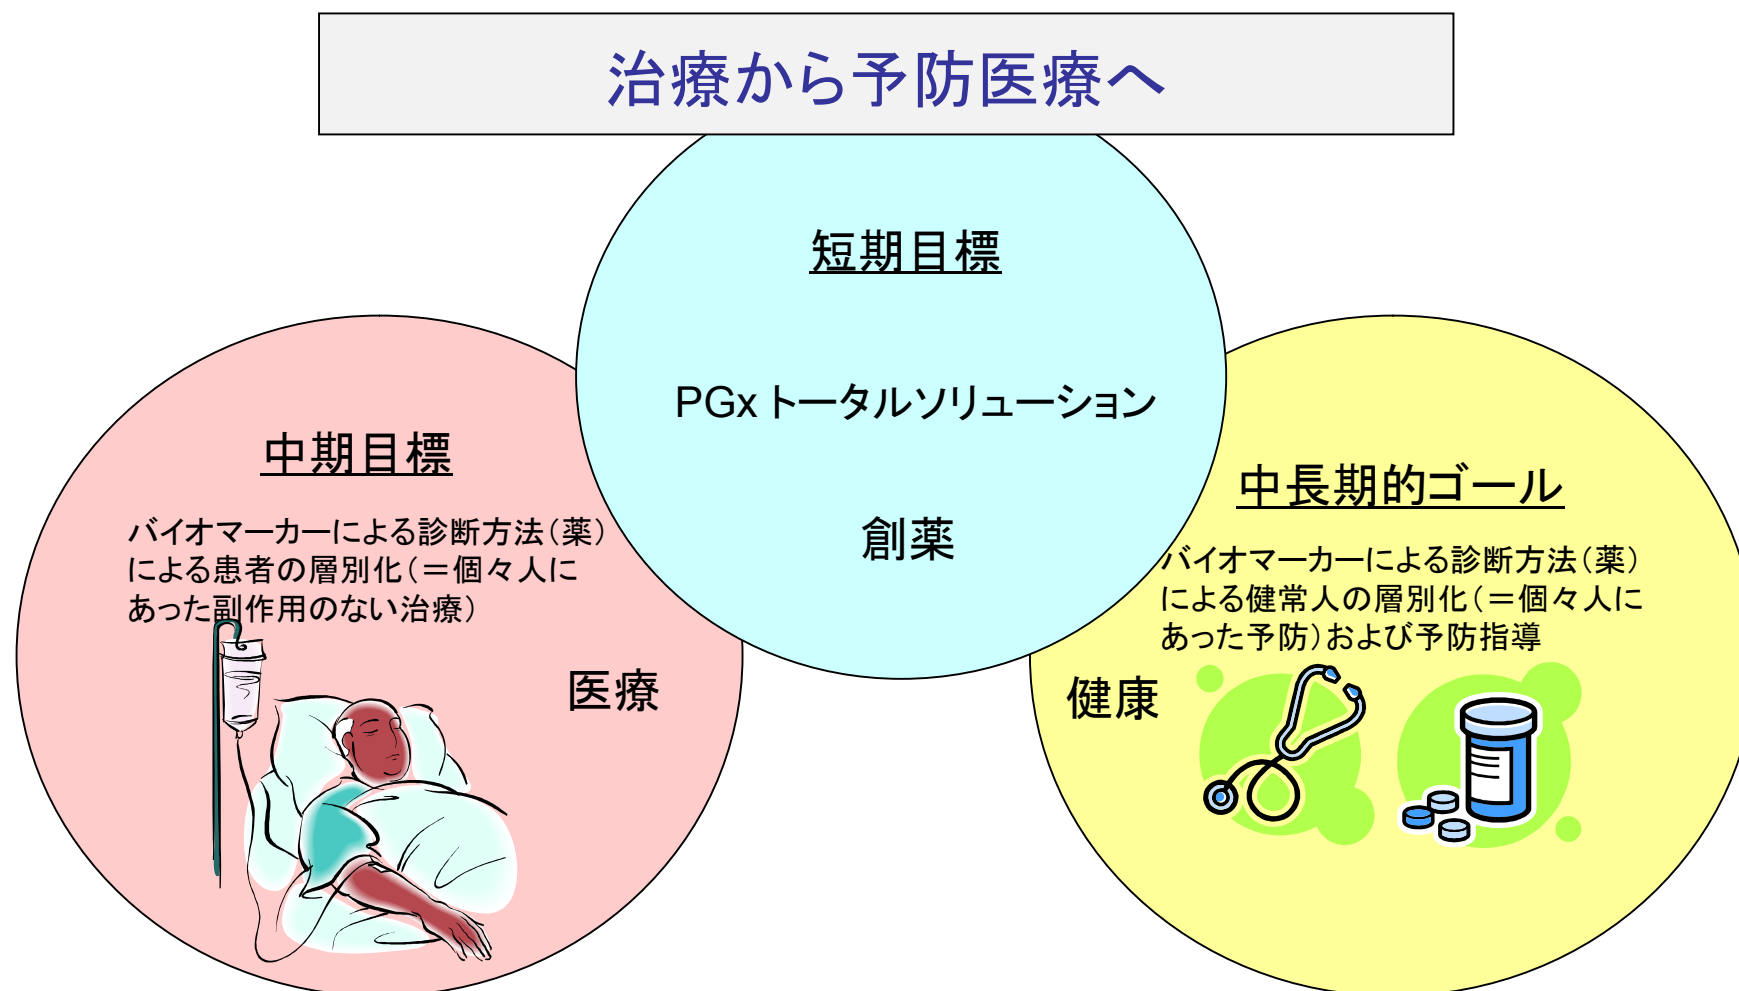 治療から予防医療へ
短期目標
PGxトータルソリューション
創薬
中期目標
バイオマーカーによる診断方法(薬)
による患者の層別化(=個々人に
あった副作用のない治療)
医療
中長期的ゴール
バイオマーカーによる診断方法(薬)
による健常人の層別化(=個々人に
あった予防)および予防指導
健康